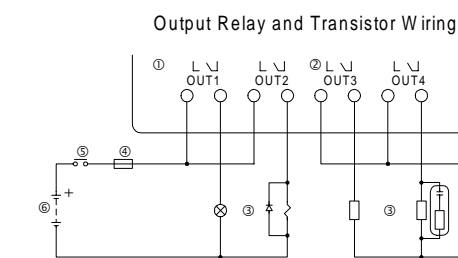 Output Relay and Transistor Wiring
① ②
OUT1 OUT2 OUT3 OUT4
⑤ ④
+
⑥ ③ ③